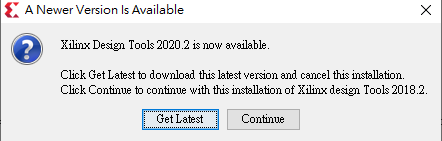 A Newer Version Is Available
Xilinx Design Tools 2020.2 is now available.
Click Get Latest to download this latest version and cancel this installation.
Click Continue to continue with this installation of Xilinx design Tools 2018.2.
Get Latest
Continue